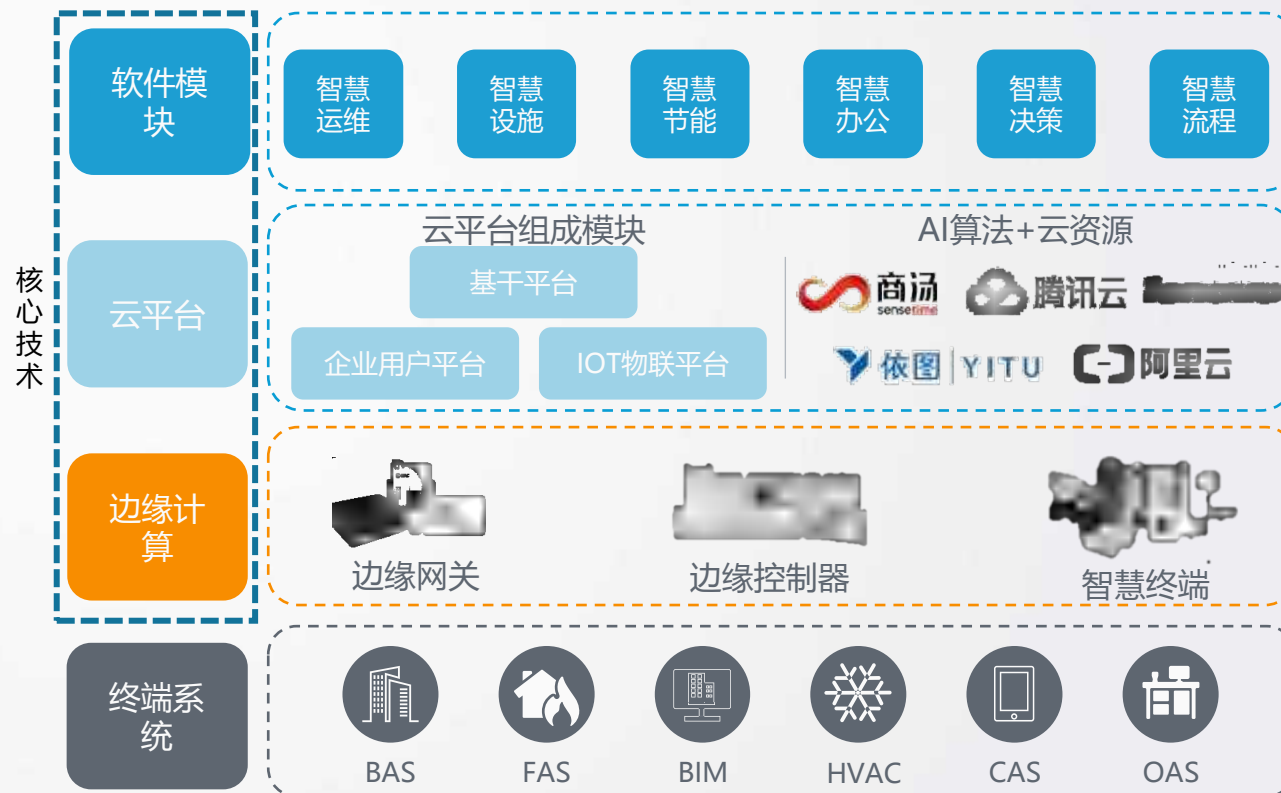 核心技术
软件模
块
智慧
运维
智慧
设施
智慧
节能
智慧
办公
智慧
决策
智慧
流程
云平台
云平台组成模块
基干平台
企业用户平台
IOT物联平台
AI算法+云资源
商汤
sensetime
腾讯云
依图 YITU
阿里云
边缘计
算
边缘网关
边缘控制器
智慧终端
终端系
统
BAS
FAS
BIM
HVAC
CAS
OAS